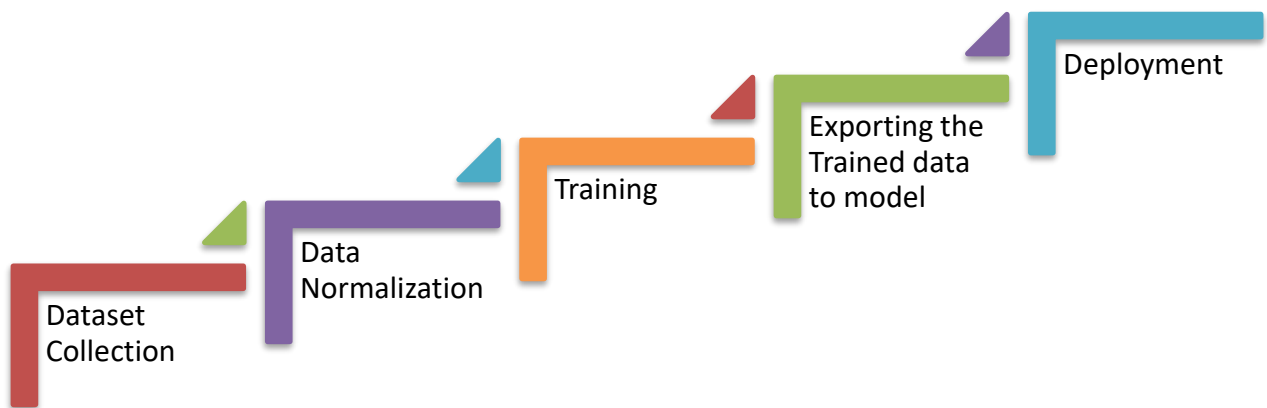 Dataset
Collection
Data
Normalization
Training
Exporting the
Trained data
to model
Deployment